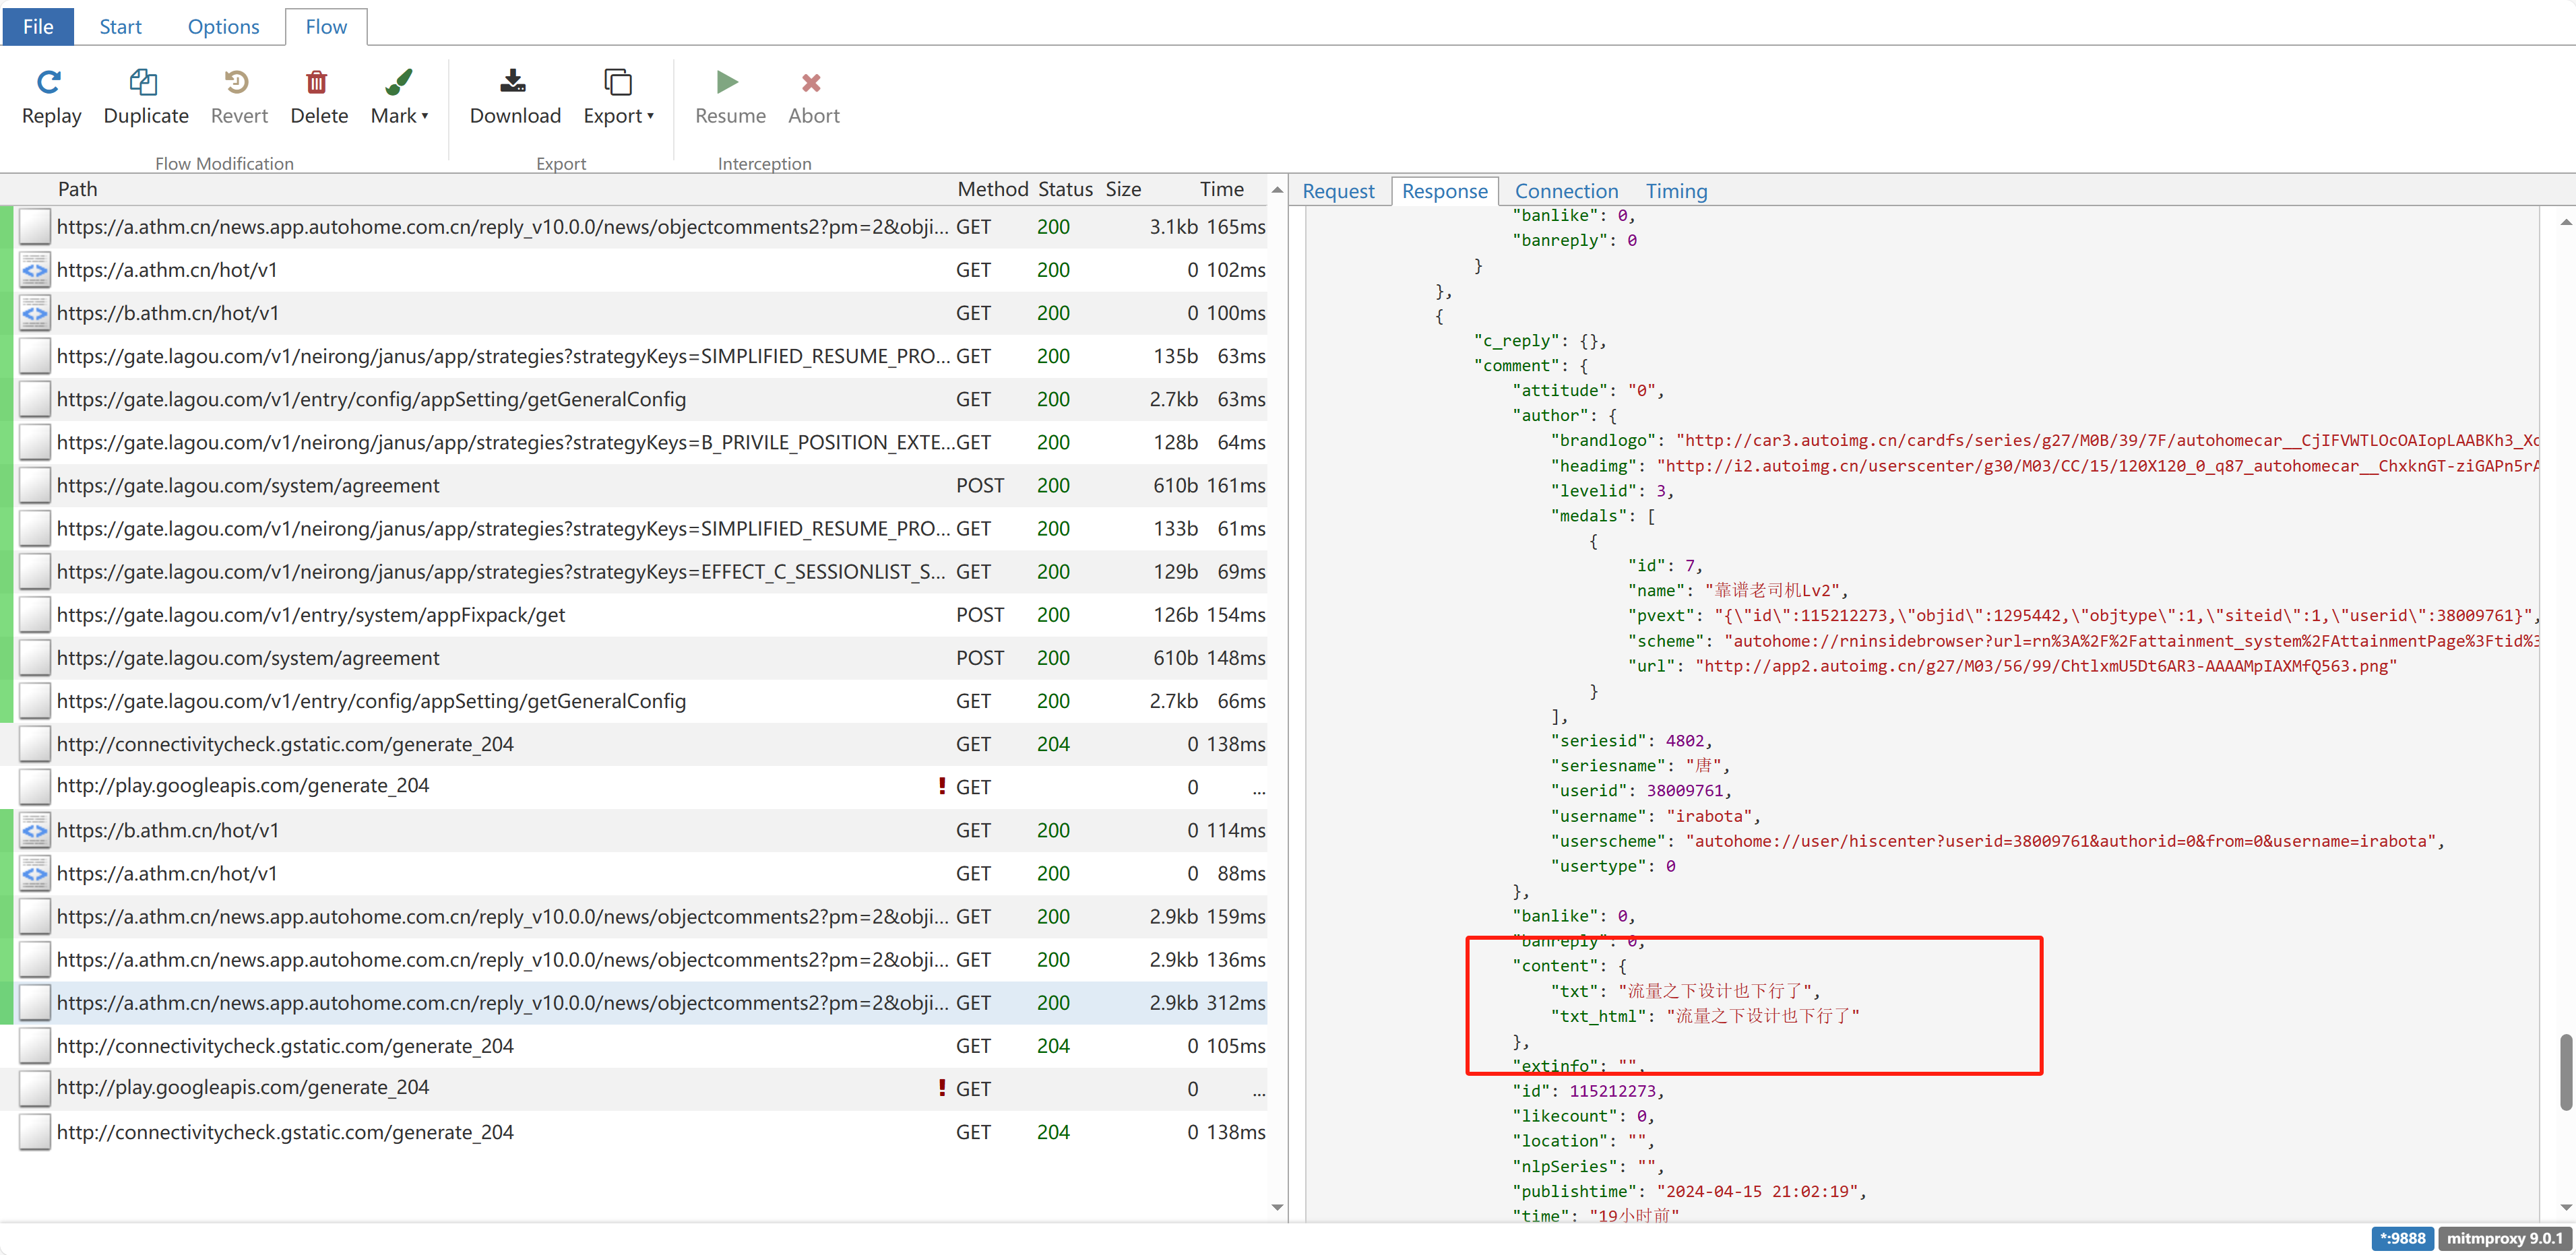 File Start Options Flow
Replay Duplicate Revert Delete Mark Download Export Resume Abort
Flow Modification Export Interception
Path Method Status Size Time
https://a.athm.cn/news.app.autohome.com.cn/reply_v10.0.0/news/objectcomments2?pm=2&obji... GET 200 3.1kb 165ms
https://a.athm.cn/hot/v1 GET 200 0 102ms
https://b.athm.cn/hot/v1 GET 200 0 100ms
https://gate.lagou.com/v1/neirong/janus/app/strategies?strategyKeys=SIMPLIFIED_RESUME_PRO... GET 200 135b 63ms
https://gate.lagou.com/v1/entry/config/appSetting/getGeneralConfig GET 200 2.7kb 63ms
https://gate.lagou.com/v1/neirong/janus/app/strategies?strategyKeys=B_PRIVILE_POSITION_EXTE... GET 200 128b 64ms
https://gate.lagou.com/system/agreement POST 200 610b 161ms
https://gate.lagou.com/v1/neirong/janus/app/strategies?strategyKeys=SIMPLIFIED_RESUME_PRO... GET 200 133b 61ms
https://gate.lagou.com/v1/neirong/janus/app/strategies?strategyKeys=EFFECT_C_SESSIONLIST_S... GET 200 129b 69ms
https://gate.lagou.com/v1/entry/system/appFixpack/get POST 200 126b 154ms
https://gate.lagou.com/system/agreement POST 200 610b 148ms
https://gate.lagou.com/v1/entry/config/appSetting/getGeneralConfig GET 200 2.7kb 66ms
http://connectivitycheck.gstatic.com/generate_204 GET 204 0 138ms
http://play.googleapis.com/generate_204 ! GET 0 ...
https://b.athm.cn/hot/v1 GET 200 0 114ms
https://a.athm.cn/hot/v1 GET 200 0 88ms
https://a.athm.cn/news.app.autohome.com.cn/reply_v10.0.0/news/objectcomments2?pm=2&obji... GET 200 2.9kb 159ms
https://a.athm.cn/news.app.autohome.com.cn/reply_v10.0.0/news/objectcomments2?pm=2&obji... GET 200 2.9kb 136ms
https://a.athm.cn/news.app.autohome.com.cn/reply_v10.0.0/news/objectcomments2?pm=2&obji... GET 200 2.9kb 312ms
http://connectivitycheck.gstatic.com/generate_204 GET 204 0 105ms
http://play.googleapis.com/generate_204 ! GET 0 ...
http://connectivitycheck.gstatic.com/generate_204 GET 204 0 138ms
Request Response Connection Timing
"banlike": 0,
"banreply": 0
}
},
{
"c_reply": {},
"comment": {
"attitude": "0",
"author": {
"brandlogo": "http://car3.autoimg.cn/cardfs/series/g27/M0B/39/7F/autohomecar__CjIFVWTLOcOAIopLAABKh3_Xc
"headimg": "http://i2.autoimg.cn/userscenter/g30/M03/CC/15/120X120_0_q87_autohomecar__ChxknGT-ziGAPn5rA
"levelid": 3,
"medals": [
{
"id": 7,
"name": "靠谱老司机Lv2",
"pvext": "{\"id\":115212273,\"objid\":1295442,\"objtype\":1,\"siteid\":1,\"userid\":38009761}",
"scheme": "autohome://rninsidebrowser?url=rn%3A%2F%2Fattainment_system%2FAttainmentPage%3Ftid%3
"url": "http://app2.autoimg.cn/g27/M03/56/99/ChtlxmU5Dt6AR3-AAAAMpIAXMfQ563.png"
}
],
"seriesid": 4802,
"seriesname": "唐",
"userid": 38009761,
"username": "irabota",
"userscheme": "autohome://user/hiscenter?userid=38009761&authorid=0&from=0&username=irabota",
"usertype": 0
},
"banlike": 0,
"banreply": 0,
"content": {
"txt": "流量之下设计也下行了",
"txt_html": "流量之下设计也下行了"
},
"extinfo": "",
"id": 115212273,
"likecount": 0,
"location": "",
"nlpSeries": "",
"publishtime": "2024-04-15 21:02:19",
"time": "19小时前"
*:9888 mitmproxy 9.0.1